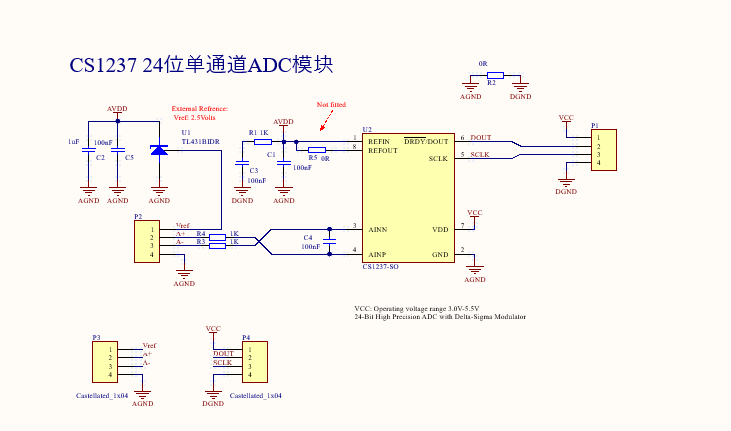 CS1237 24位单通道ADC模块
0R
R2
AGND
DGND
AVDD
External Refrence:
Vref: 2.5Volts
Not fitted
AVDD
VCC
P1
1uF
100nF
C2
C5
U1
TL431BIDR
R1 1K
C1
C3
100nF
100nF
R5 0R
U2
1
8
REFIN
REFOUT
DRDY/DOUT
SCLK
6
DOUT
5
SCLK
1
2
3
4
AGND
AGND
AGND
DGND
AGND
DGND
P2
1
2
3
4
Vref
A+
A-
R4
R3
1K
1K
C4
100nF
3
4
AINN
AINP
VDD
GND
7
2
VCC
AGND
AGND
CS1237-SO
VCC: Operating voltage range 3.0V-5.5V
24-Bit High Precision ADC with Delta-Sigma Modulator
P3
1
2
3
4
Vref
A+
A-
Castellated_1x04
AGND
VCC
P4
DOUT
SCLK
1
2
3
4
DGND
Castellated_1x04